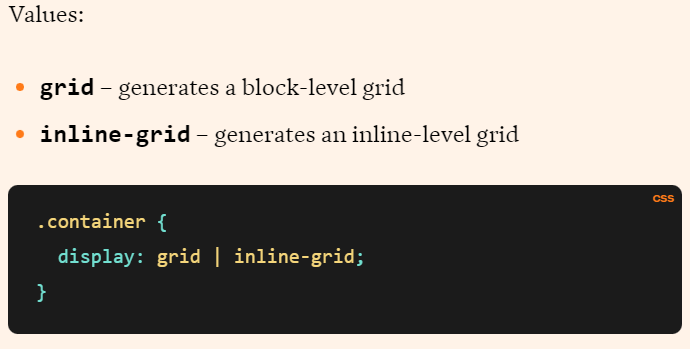 Values:
• grid – generates a block-level grid
• inline-grid – generates an inline-level grid
css
.container {
  display: grid | inline-grid;
}